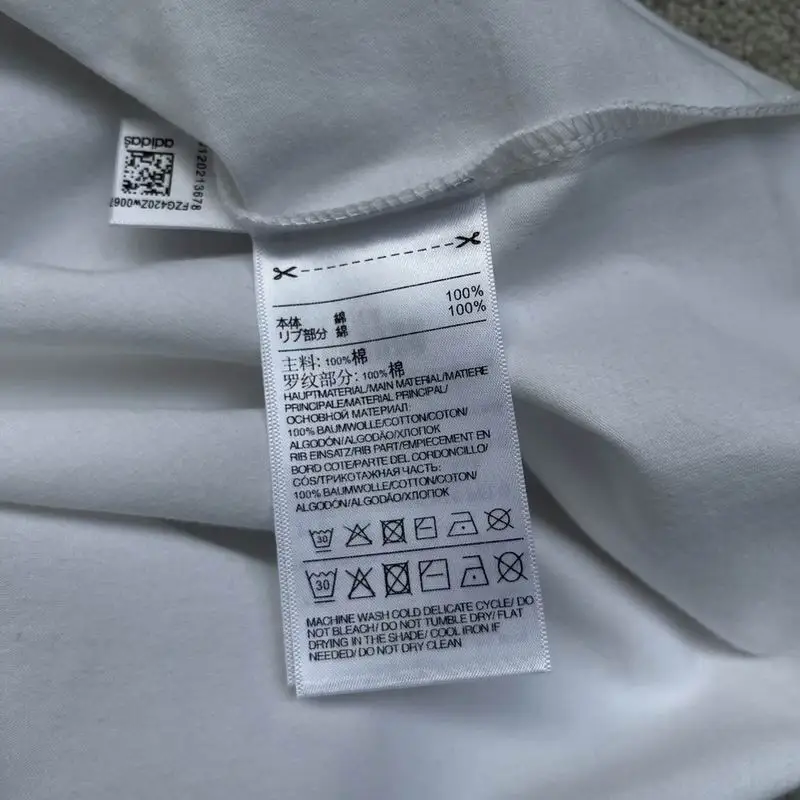 adidas
1120213678
FZG420ZW006
100%
100%
本体 綿
リブ部分 綿
主料: 100%棉
罗纹部分: 100%棉
HAUPTMATERIAL/MAIN MATERIAL/MATIERE
PRINCIPALE/MATERIAL PRINCIPAL/
ОСНОВНОЙ МАТЕРИАЛ:
100% BAUMWOLLE/COTTON/COTON/
ALGODÓN/ALGODÃO/ХЛОПОК
RIB EINSATZ/RIB PART/EMPIECEMENT EN
BORD COTE/PARTE DEL CORDONCILLO/
CÓS/ТРИКОТАЖНАЯ ЧАСТЬ:
100% BAUMWOLLE/COTTON/COTON/
ALGODÓN/ALGODÃO/ХЛОПОК
30
30
MACHINE WASH COLD DELICATE CYCLE/ DO
NOT BLEACH/ DO NOT TUMBLE DRY/ FLAT
DRYING IN THE SHADE/ COOL IRON IF
NEEDED/ DO NOT DRY CLEAN